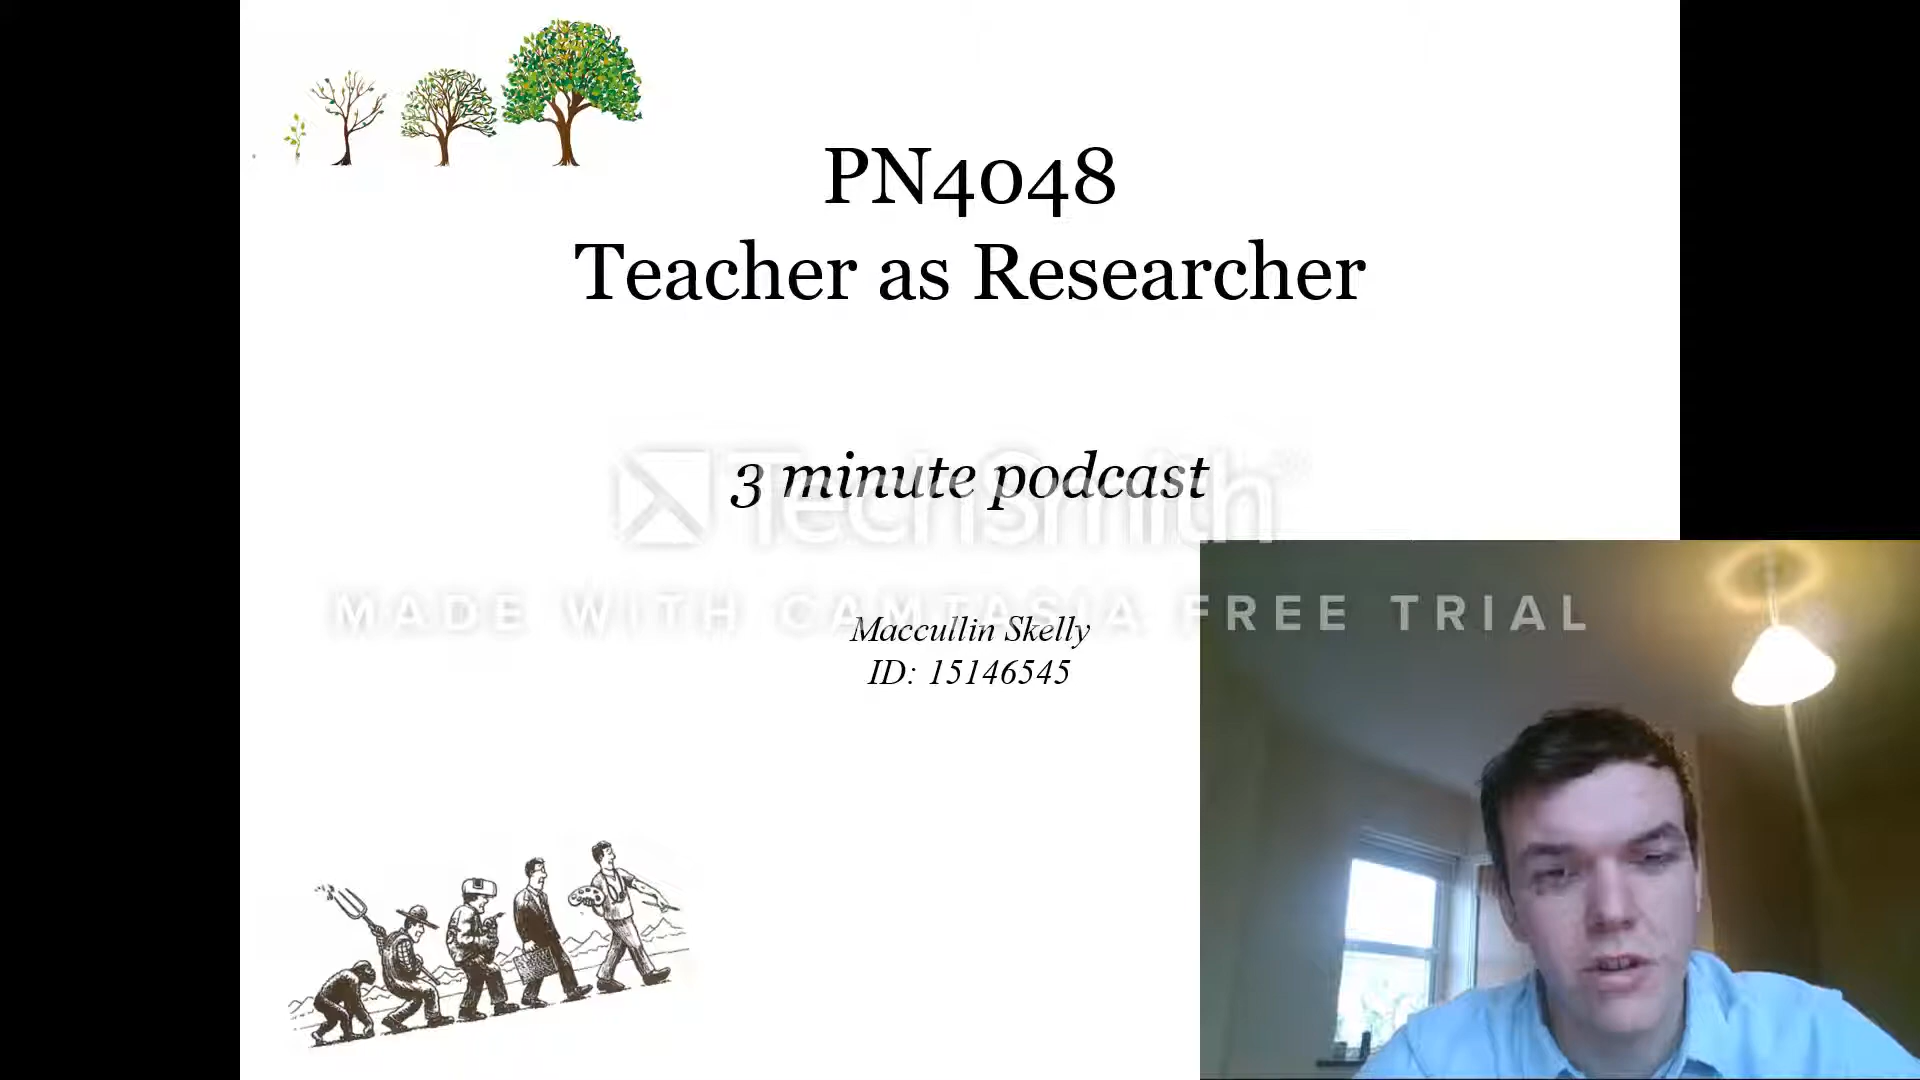 PN4048
Teacher as Researcher
3 minute podcast
TechSmith
MADE WITH CAMTASIA FREE TRIAL
Maccullin Skelly
ID: 15146545